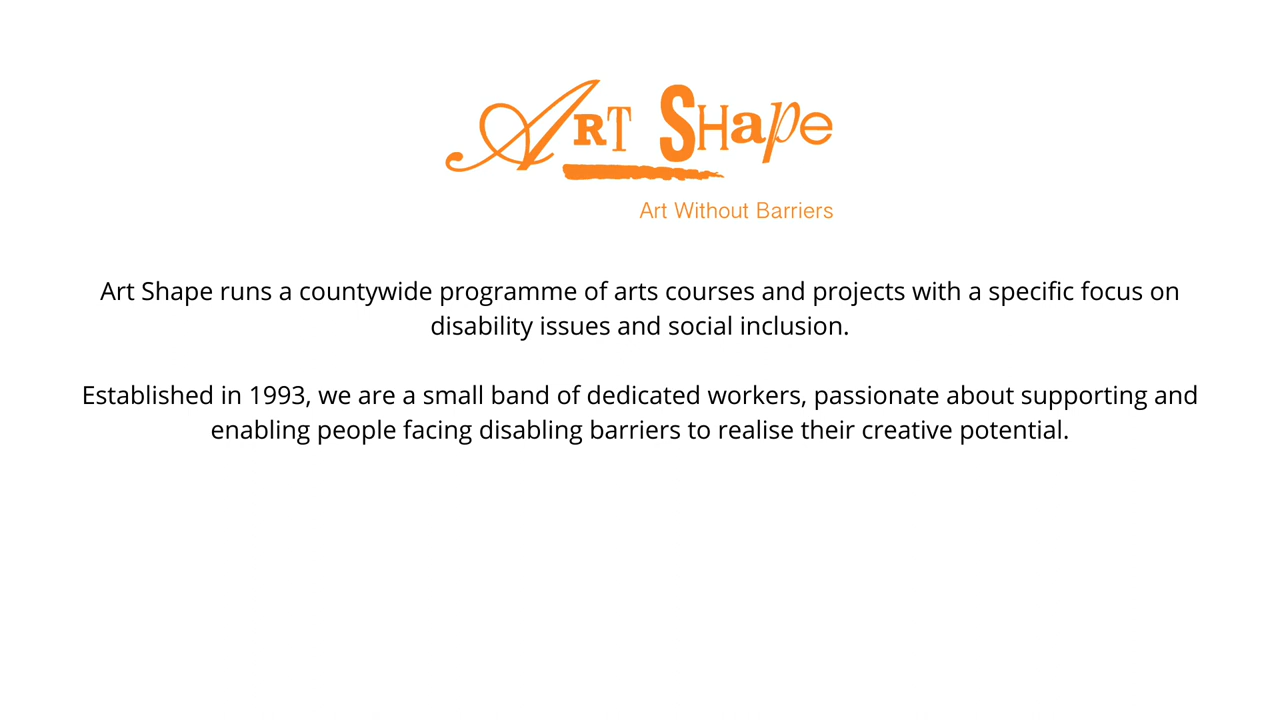 Art Shape
Art Without Barriers
Art Shape runs a countywide programme of arts courses and projects with a specific focus on
disability issues and social inclusion.
Established in 1993, we are a small band of dedicated workers, passionate about supporting and
enabling people facing disabling barriers to realise their creative potential.